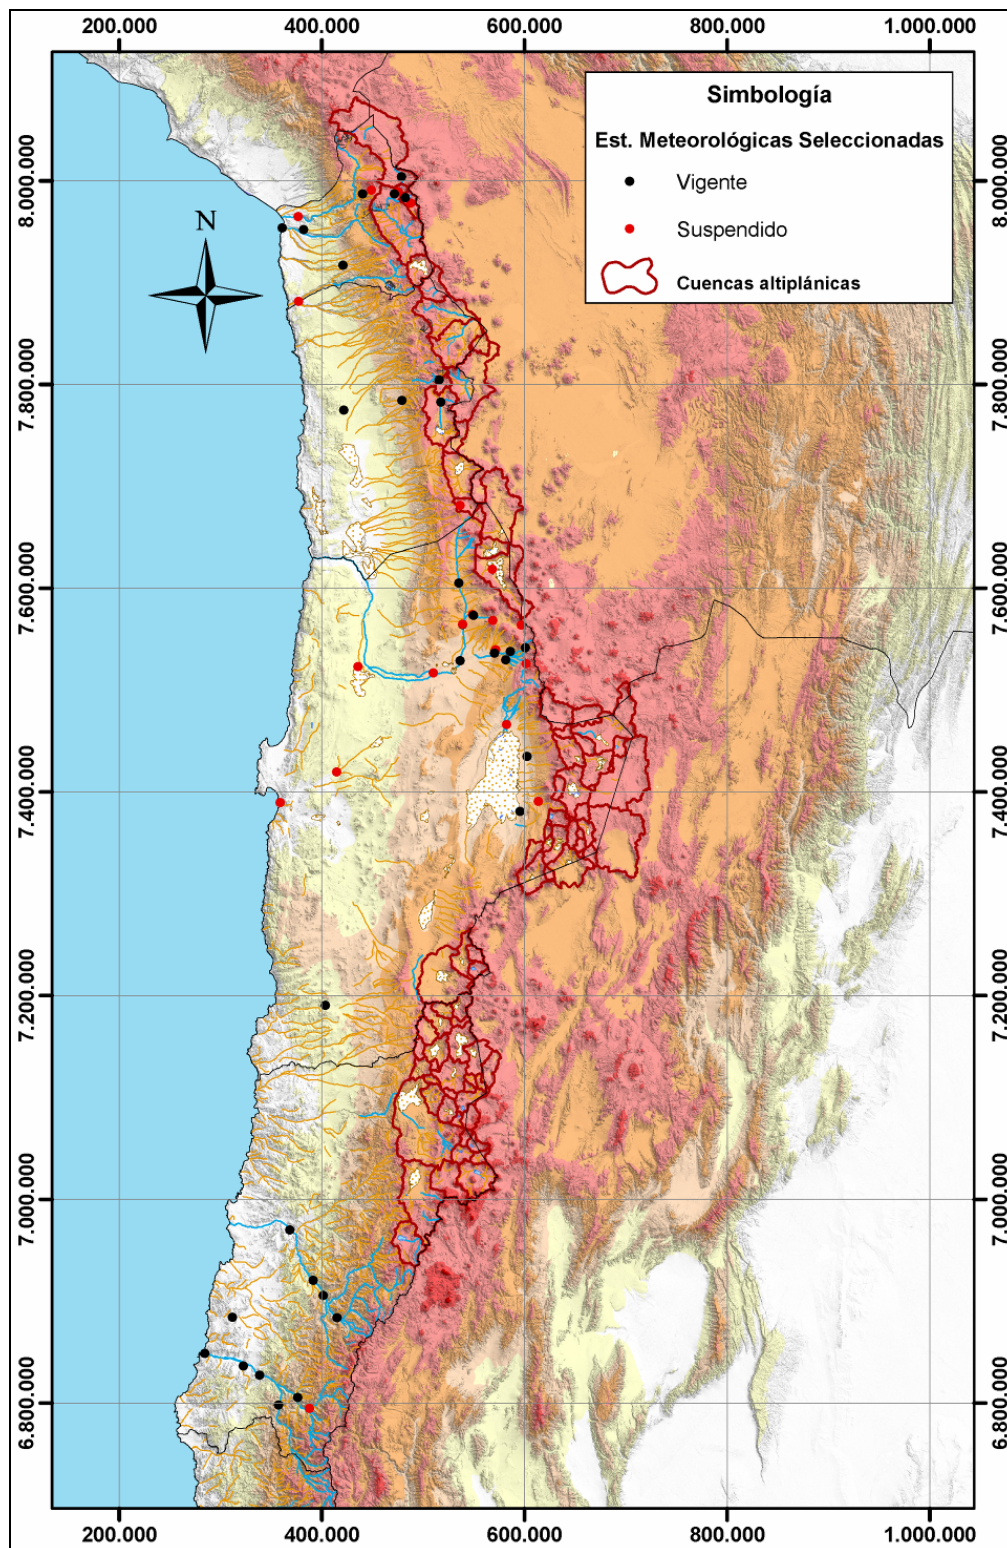 200.000 400.000 600.000 800.000 1.000.000
Simbología
Est. Meteorológicas Seleccionadas
Vigente
Suspendido
Cuencas altiplánicas
N
8.000.000 8.000.000
7.800.000 7.800.000
7.600.000 7.600.000
7.400.000 7.400.000
7.200.000 7.200.000
7.000.000 7.000.000
6.800.000 6.800.000
200.000 400.000 600.000 800.000 1.000.000